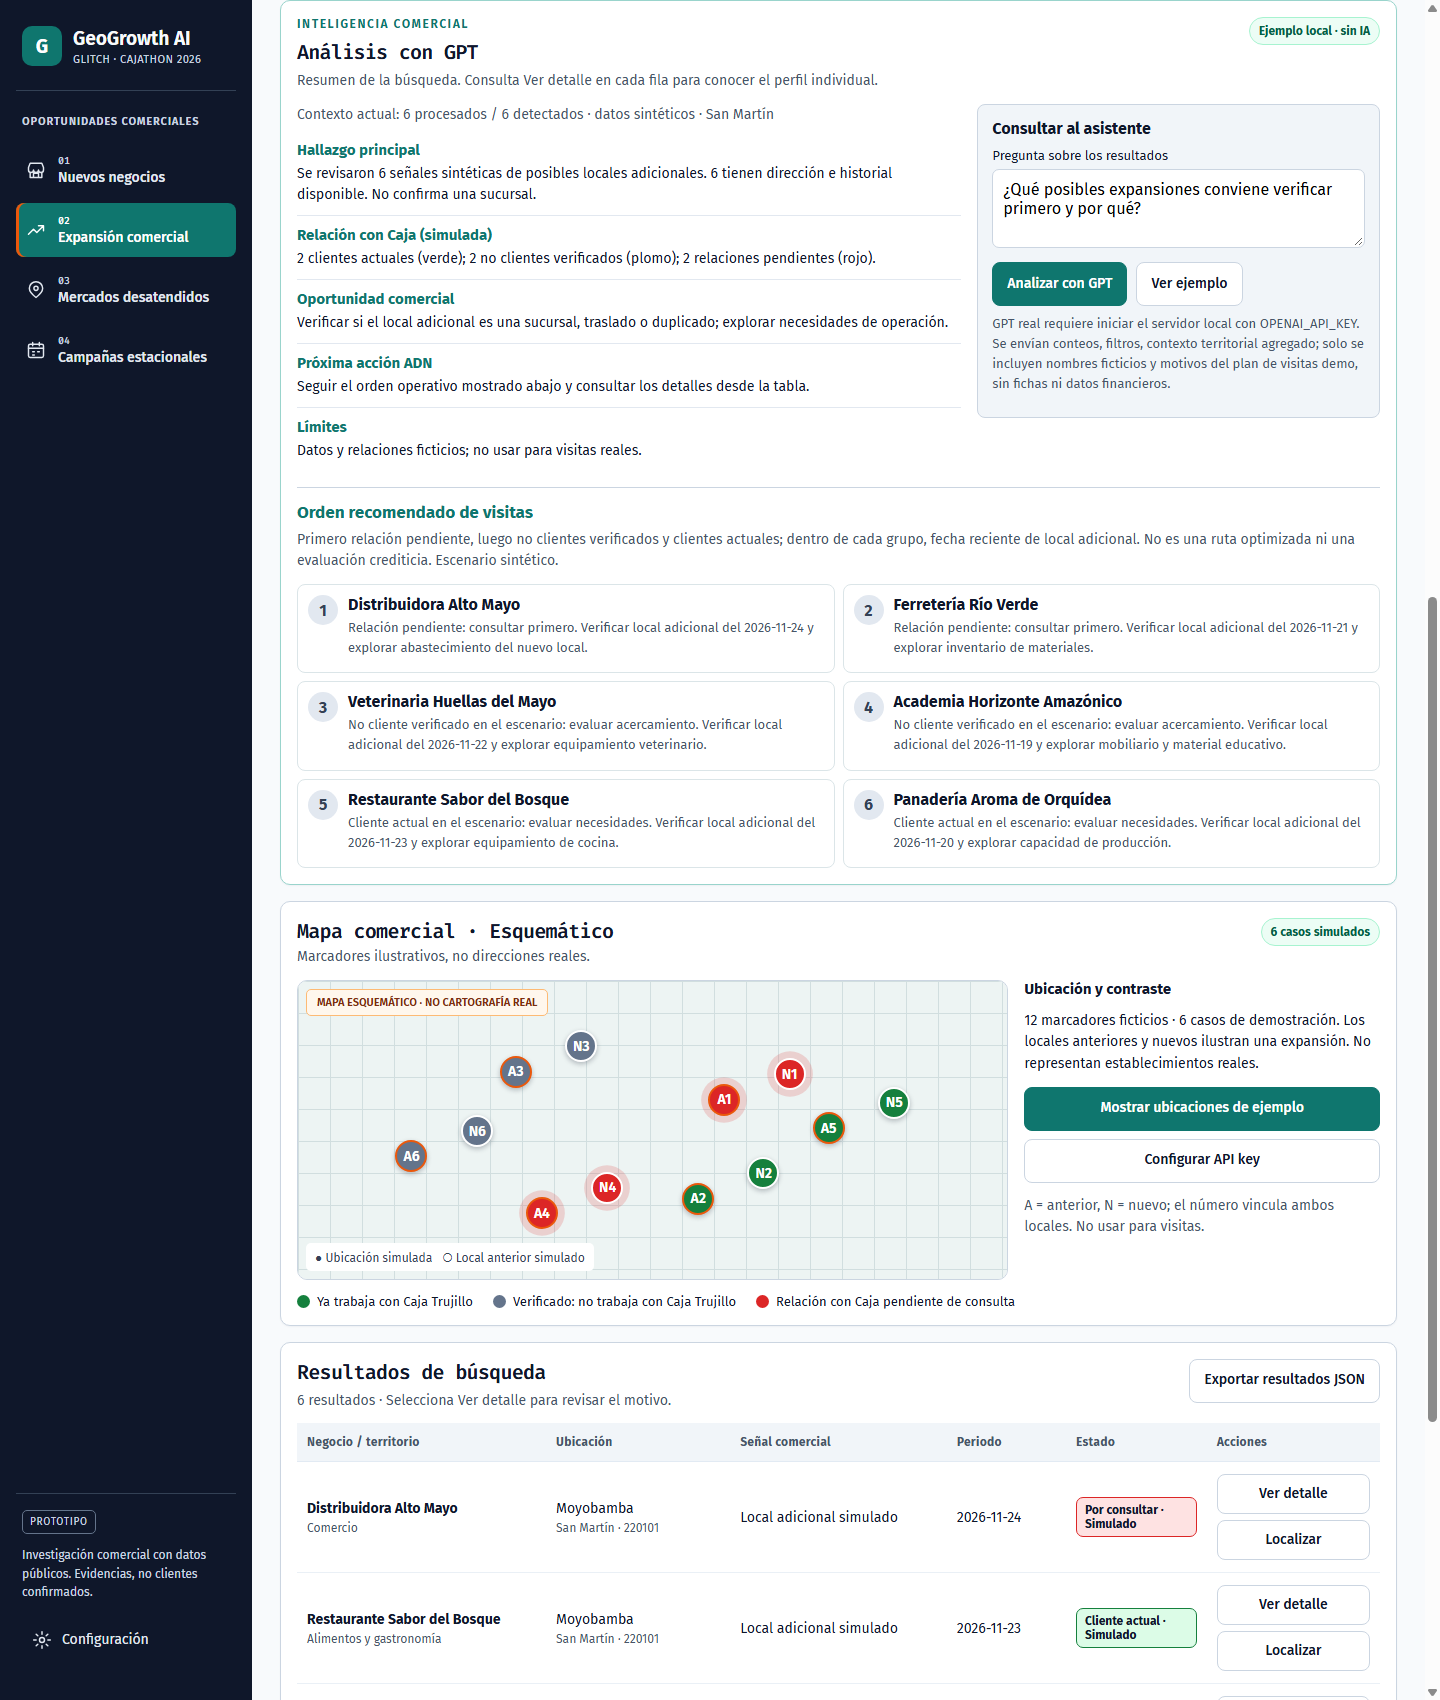 G
GeoGrowth AI
GLITCH · CAJATHON 2026
OPORTUNIDADES COMERCIALES
01
Nuevos negocios
02
Expansión comercial
03
Mercados desatendidos
04
Campañas estacionales
PROTOTIPO
Investigación comercial con datos
públicos. Evidencias, no clientes
confirmados.
Configuración
INTELIGENCIA COMERCIAL
Análisis con GPT
Resumen de la búsqueda. Consulta Ver detalle en cada fila para conocer el perfil individual.
Ejemplo local · sin IA
Contexto actual: 6 procesados / 6 detectados · datos sintéticos · San Martín
Hallazgo principal
Se revisaron 6 señales sintéticas de posibles locales adicionales. 6 tienen dirección e historial
disponible. No confirma una sucursal.
Relación con Caja (simulada)
2 clientes actuales (verde); 2 no clientes verificados (plomo); 2 relaciones pendientes (rojo).
Oportunidad comercial
Verificar si el local adicional es una sucursal, traslado o duplicado; explorar necesidades de operación.
Próxima acción ADN
Seguir el orden operativo mostrado abajo y consultar los detalles desde la tabla.
Límites
Datos y relaciones ficticios; no usar para visitas reales.
Consultar al asistente
Pregunta sobre los resultados
¿Qué posibles expansiones conviene verificar
primero y por qué?
Analizar con GPT
Ver ejemplo
GPT real requiere iniciar el servidor local con OPENAI_API_KEY.
Se envían conteos, filtros, contexto territorial agregado; solo se
incluyen nombres ficticios y motivos del plan de visitas demo,
sin fichas ni datos financieros.
Orden recomendado de visitas
Primero relación pendiente, luego no clientes verificados y clientes actuales; dentro de cada grupo, fecha reciente de local adicional. No es una ruta optimizada ni una
evaluación crediticia. Escenario sintético.
1
Distribuidora Alto Mayo
Relación pendiente: consultar primero. Verificar local adicional del 2026-11-24 y
explorar abastecimiento del nuevo local.
2
Ferretería Río Verde
Relación pendiente: consultar primero. Verificar local adicional del 2026-11-21 y
explorar inventario de materiales.
3
Veterinaria Huellas del Mayo
No cliente verificado en el escenario: evaluar acercamiento. Verificar local
adicional del 2026-11-22 y explorar equipamiento veterinario.
4
Academia Horizonte Amazónico
No cliente verificado en el escenario: evaluar acercamiento. Verificar local
adicional del 2026-11-19 y explorar mobiliario y material educativo.
5
Restaurante Sabor del Bosque
Cliente actual en el escenario: evaluar necesidades. Verificar local adicional del
2026-11-23 y explorar equipamiento de cocina.
6
Panadería Aroma de Orquídea
Cliente actual en el escenario: evaluar necesidades. Verificar local adicional del
2026-11-20 y explorar capacidad de producción.
Mapa comercial · Esquemático
Marcadores ilustrativos, no direcciones reales.
6 casos simulados
MAPA ESQUEMÁTICO · NO CARTOGRAFÍA REAL
N3
A3
N1
A1
N5
A5
N6
A6
N2
N4
A2
A4
Ubicación simulada
Local anterior simulado
Ya trabaja con Caja Trujillo
Verificado: no trabaja con Caja Trujillo
Relación con Caja pendiente de consulta
Ubicación y contraste
12 marcadores ficticios · 6 casos de demostración. Los
locales anteriores y nuevos ilustran una expansión. No
representan establecimientos reales.
Mostrar ubicaciones de ejemplo
Configurar API key
A = anterior, N = nuevo; el número vincula ambos
locales. No usar para visitas.
Resultados de búsqueda
6 resultados · Selecciona Ver detalle para revisar el motivo.
Exportar resultados JSON
Negocio / territorio
Ubicación
Señal comercial
Periodo
Estado
Acciones
Distribuidora Alto Mayo
Comercio
Moyobamba
San Martín · 220101
Local adicional simulado
2026-11-24
Por consultar ·
Simulado
Ver detalle
Localizar
Restaurante Sabor del Bosque
Alimentos y gastronomía
Moyobamba
San Martín · 220101
Local adicional simulado
2026-11-23
Cliente actual ·
Simulado
Ver detalle
Localizar